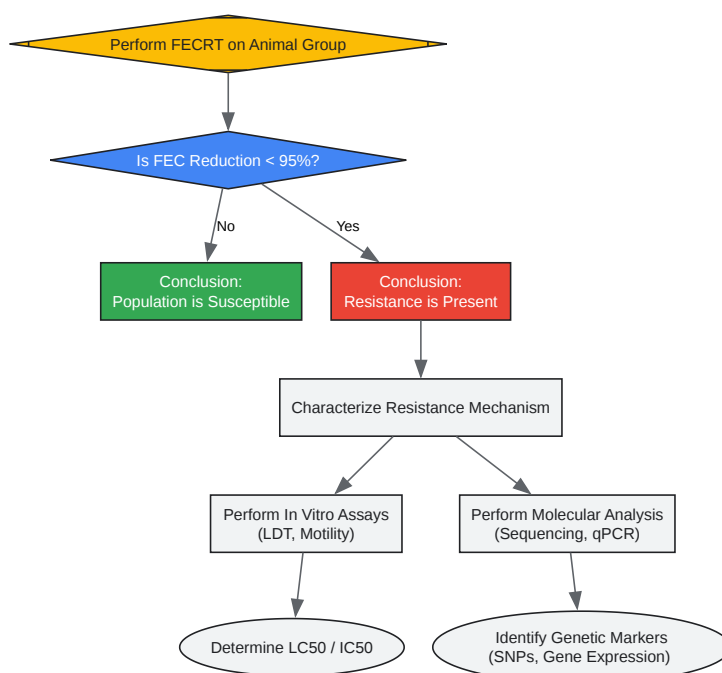 Perform FECRT on Animal Group
Is FEC Reduction < 95%?
No
Yes
Conclusion:
Population is Susceptible
Conclusion:
Resistance is Present
Characterize Resistance Mechanism
Perform In Vitro Assays
(LDT, Motility)
Perform Molecular Analysis
(Sequencing, qPCR)
Determine LC50 / IC50
Identify Genetic Markers
(SNPs, Gene Expression)